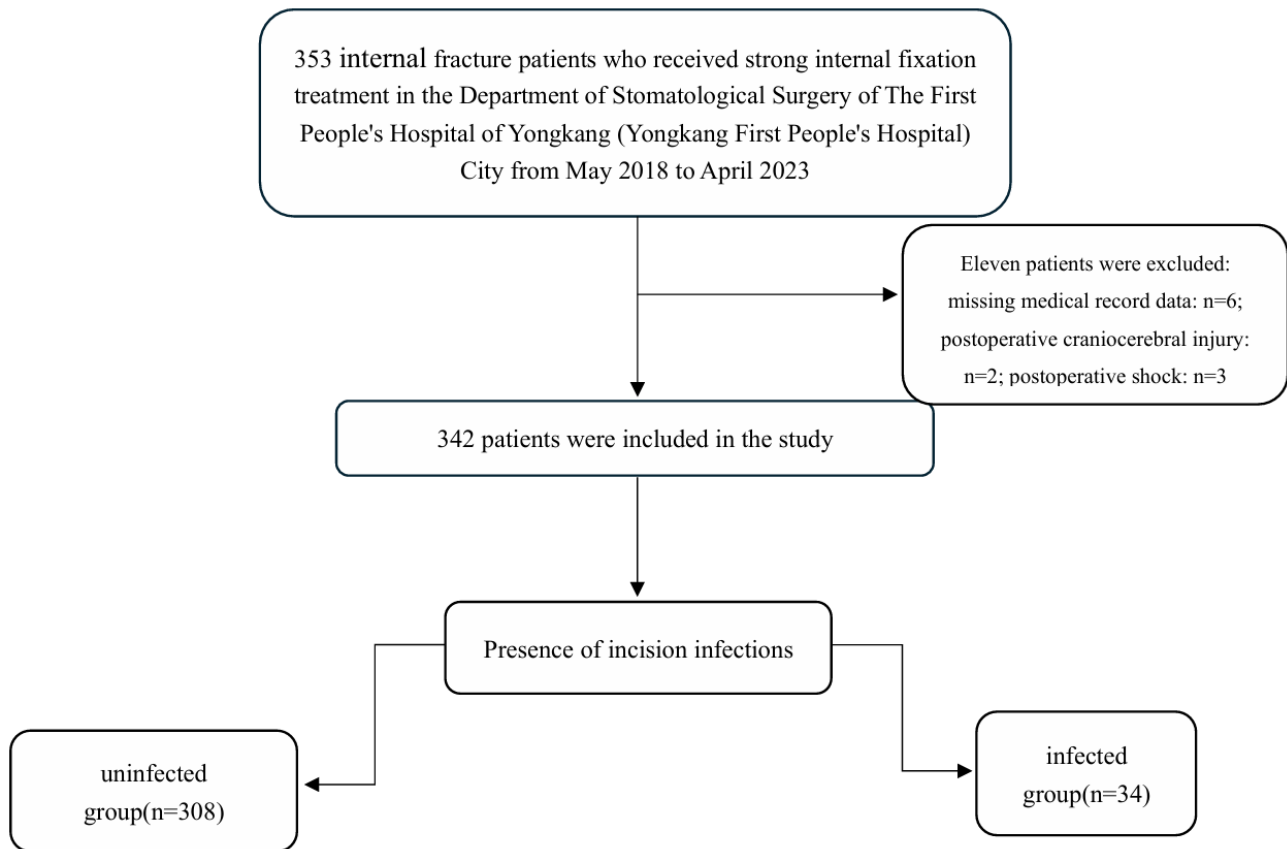 353 internal fracture patients who received strong internal fixation
treatment in the Department of Stomatological Surgery of The First
People's Hospital of Yongkang (Yongkang First People's Hospital)
City from May 2018 to April 2023
Eleven patients were excluded:
missing medical record data: n=6;
postoperative craniocerebral injury:
n=2; postoperative shock: n=3
342 patients were included in the study
Presence of incision infections
uninfected
group(n=308)
infected
group(n=34)